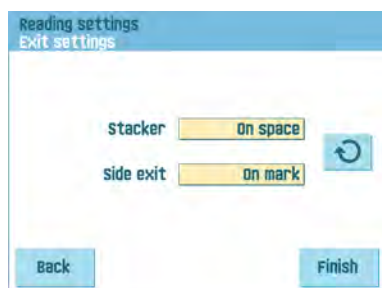 Reading settings
Exit settings
Stacker On space
Side exit On mark
Back Finish